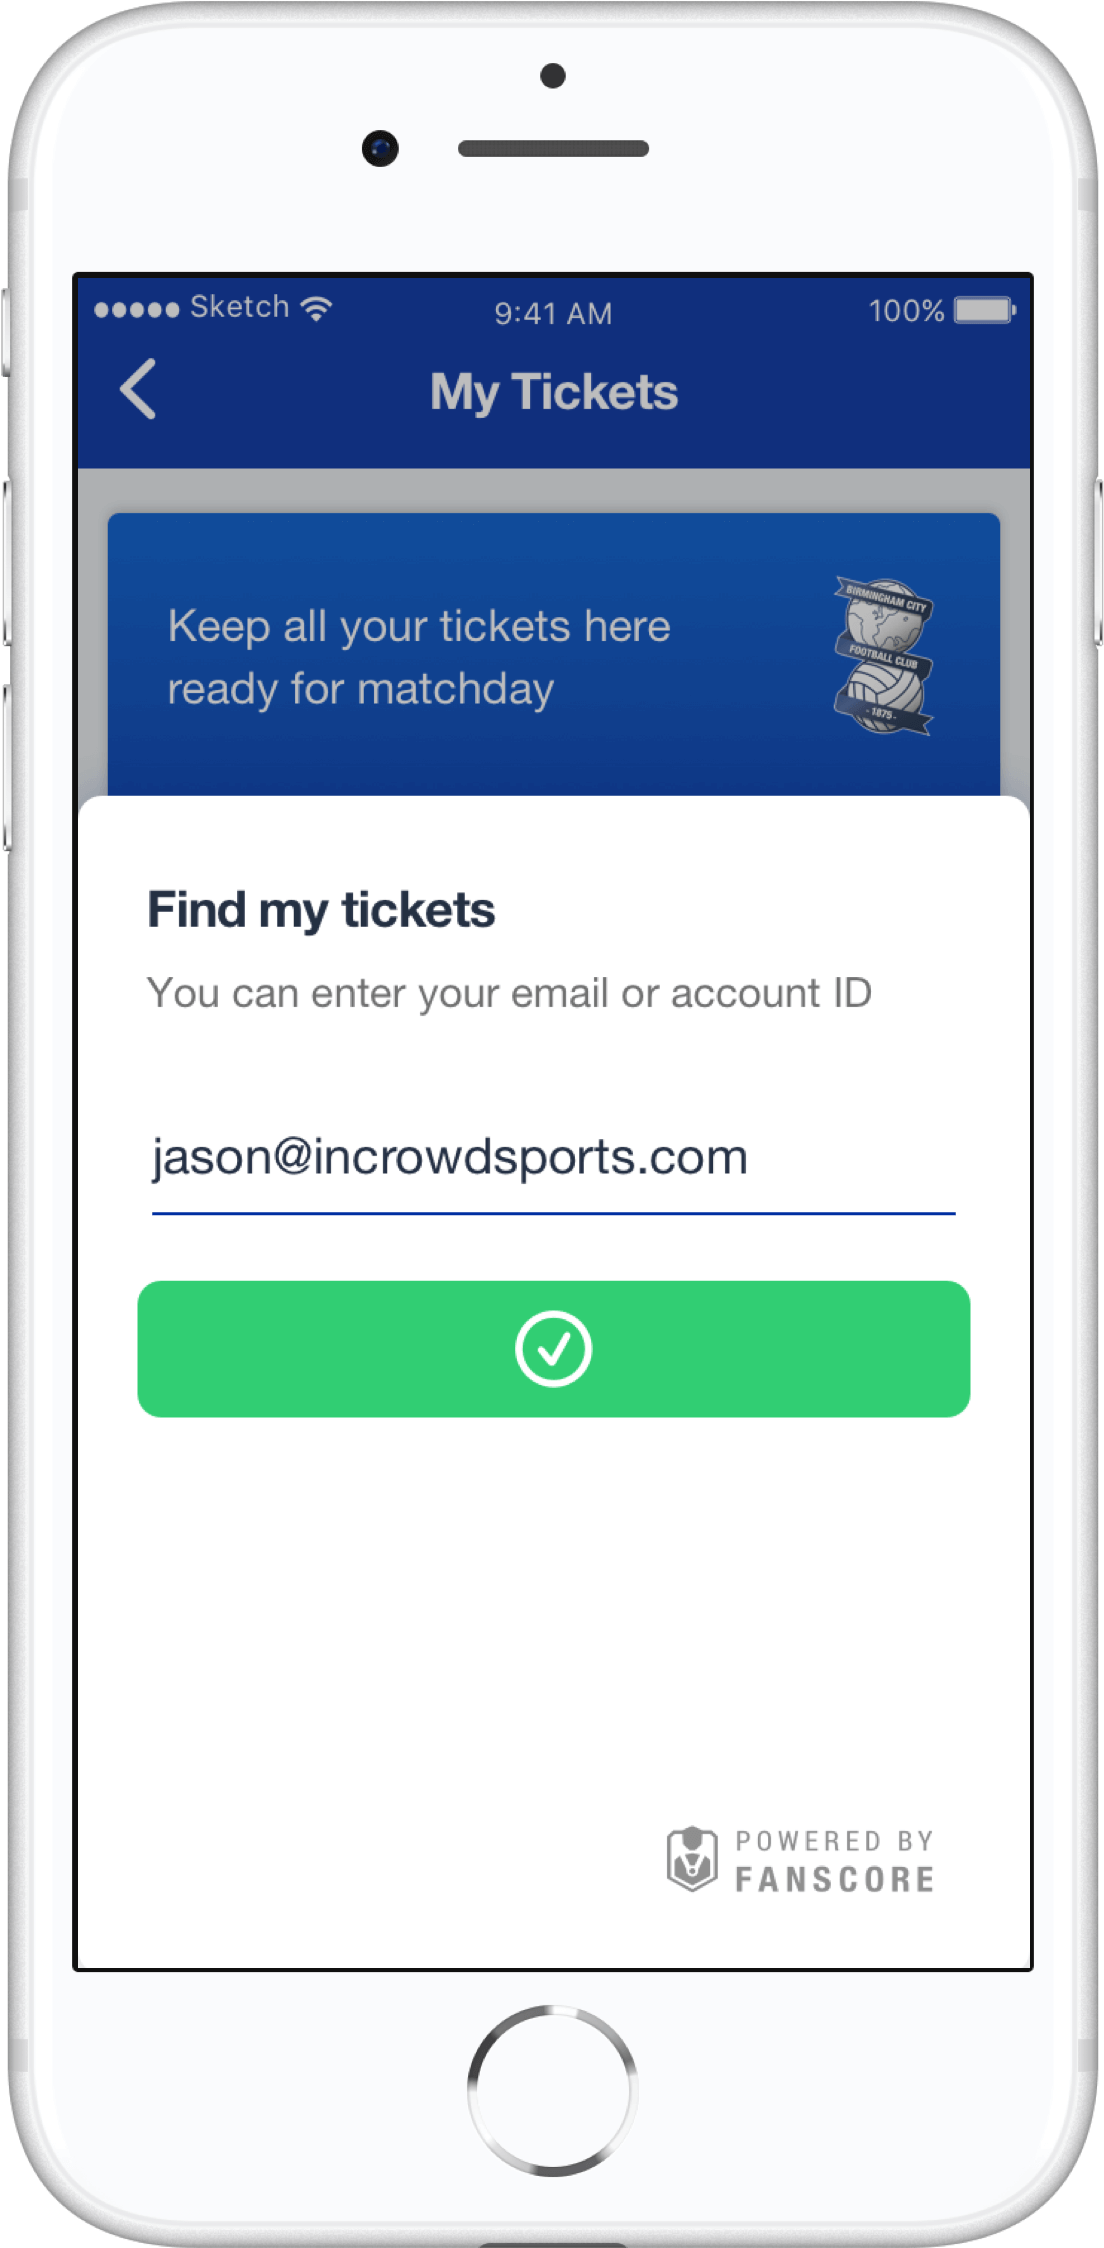 Sketch
9:41 AM
100%
My Tickets
Keep all your tickets here
ready for matchday
BIRMINGHAM CITY
FOOTBALL CLUB
- 1875 -
Find my tickets
You can enter your email or account ID
jason@incrowdsports.com
POWERED BY
FANSCORE